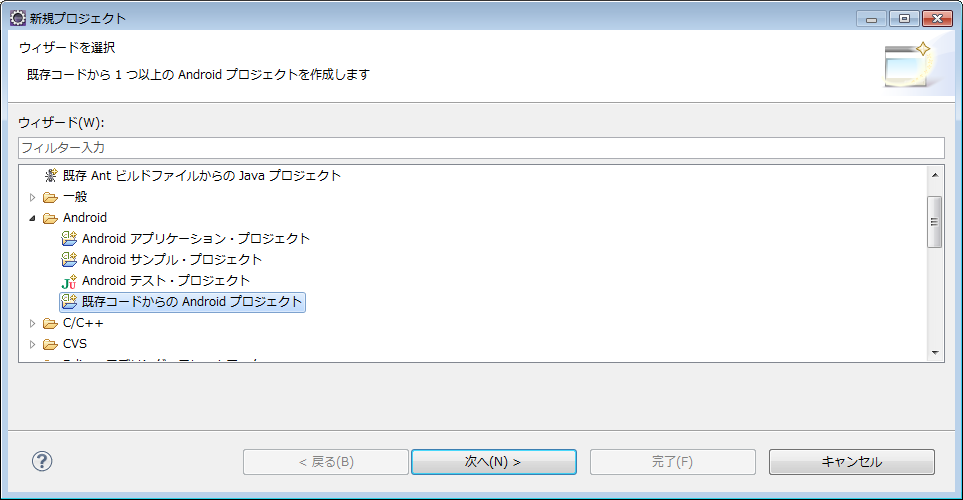 新規プロジェクト
ウィザードを選択
既存コードから 1 つ以上の Android プロジェクトを作成します
ウィザード(W):
フィルター入力
既存 Ant ビルドファイルからの Java プロジェクト
一般
Android
Android アプリケーション・プロジェクト
Android サンプル・プロジェクト
Android テスト・プロジェクト
既存コードからの Android プロジェクト
C/C++
CVS
< 戻る(B)
次へ(N) >
完了(F)
キャンセル